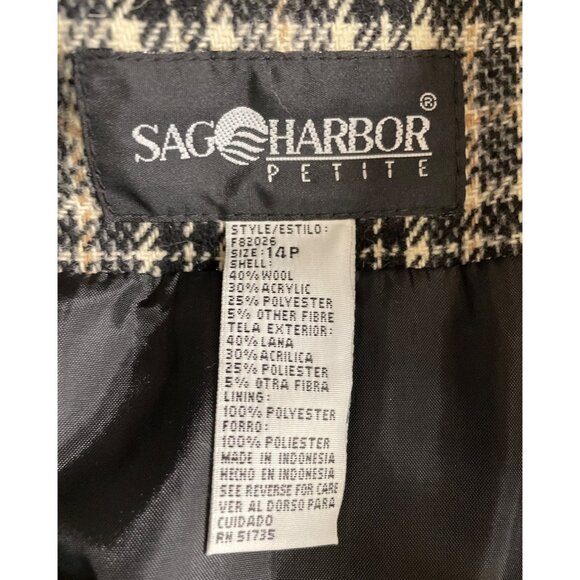 SAG HARBOR ®
PETITE
STYLE/ESTILO:
F82026
SIZE: 14P
SHELL:
40% WOOL
30% ACRYLIC
25% POLYESTER
5% OTHER FIBRE
TELA EXTERIOR:
40% LANA
30% ACRILICA
25% POLIESTER
5% OTRA FIBRA
LINING:
100% POLYESTER
FORRO:
100% POLIESTER
MADE IN INDONESIA
HECHO EN INDONESIA
SEE REVERSE FOR CARE
VER AL DORSO PARA
CUIDADO
RN 51735